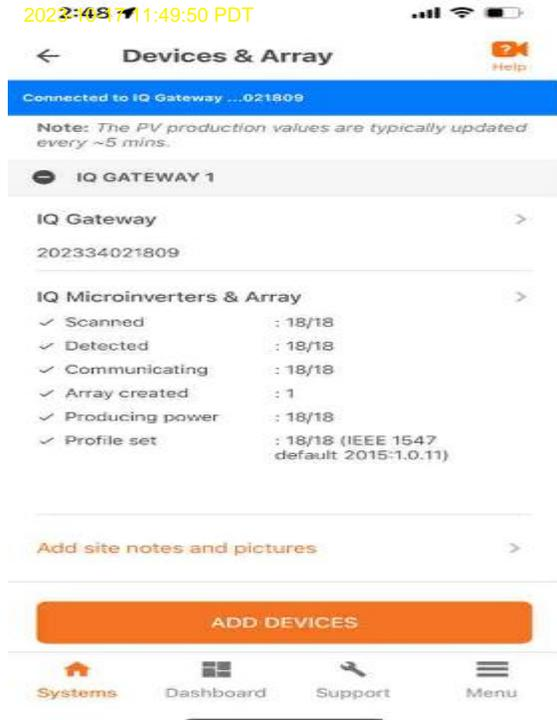 2023-10-17 11:49:50 PDT
2:48
Devices & Array
Help
Connected to IQ Gateway ...021809
Note: The PV production values are typically updated
every ~5 mins.
IQ GATEWAY 1
IQ Gateway
202334021809
IQ Microinverters & Array
Scanned : 18/18
Detected : 18/18
Communicating : 18/18
Array created : 1
Producing power : 18/18
Profile set : 18/18 (IEEE 1547
default 2015:1.0.11)
Add site notes and pictures
ADD DEVICES
Systems Dashboard Support Menu